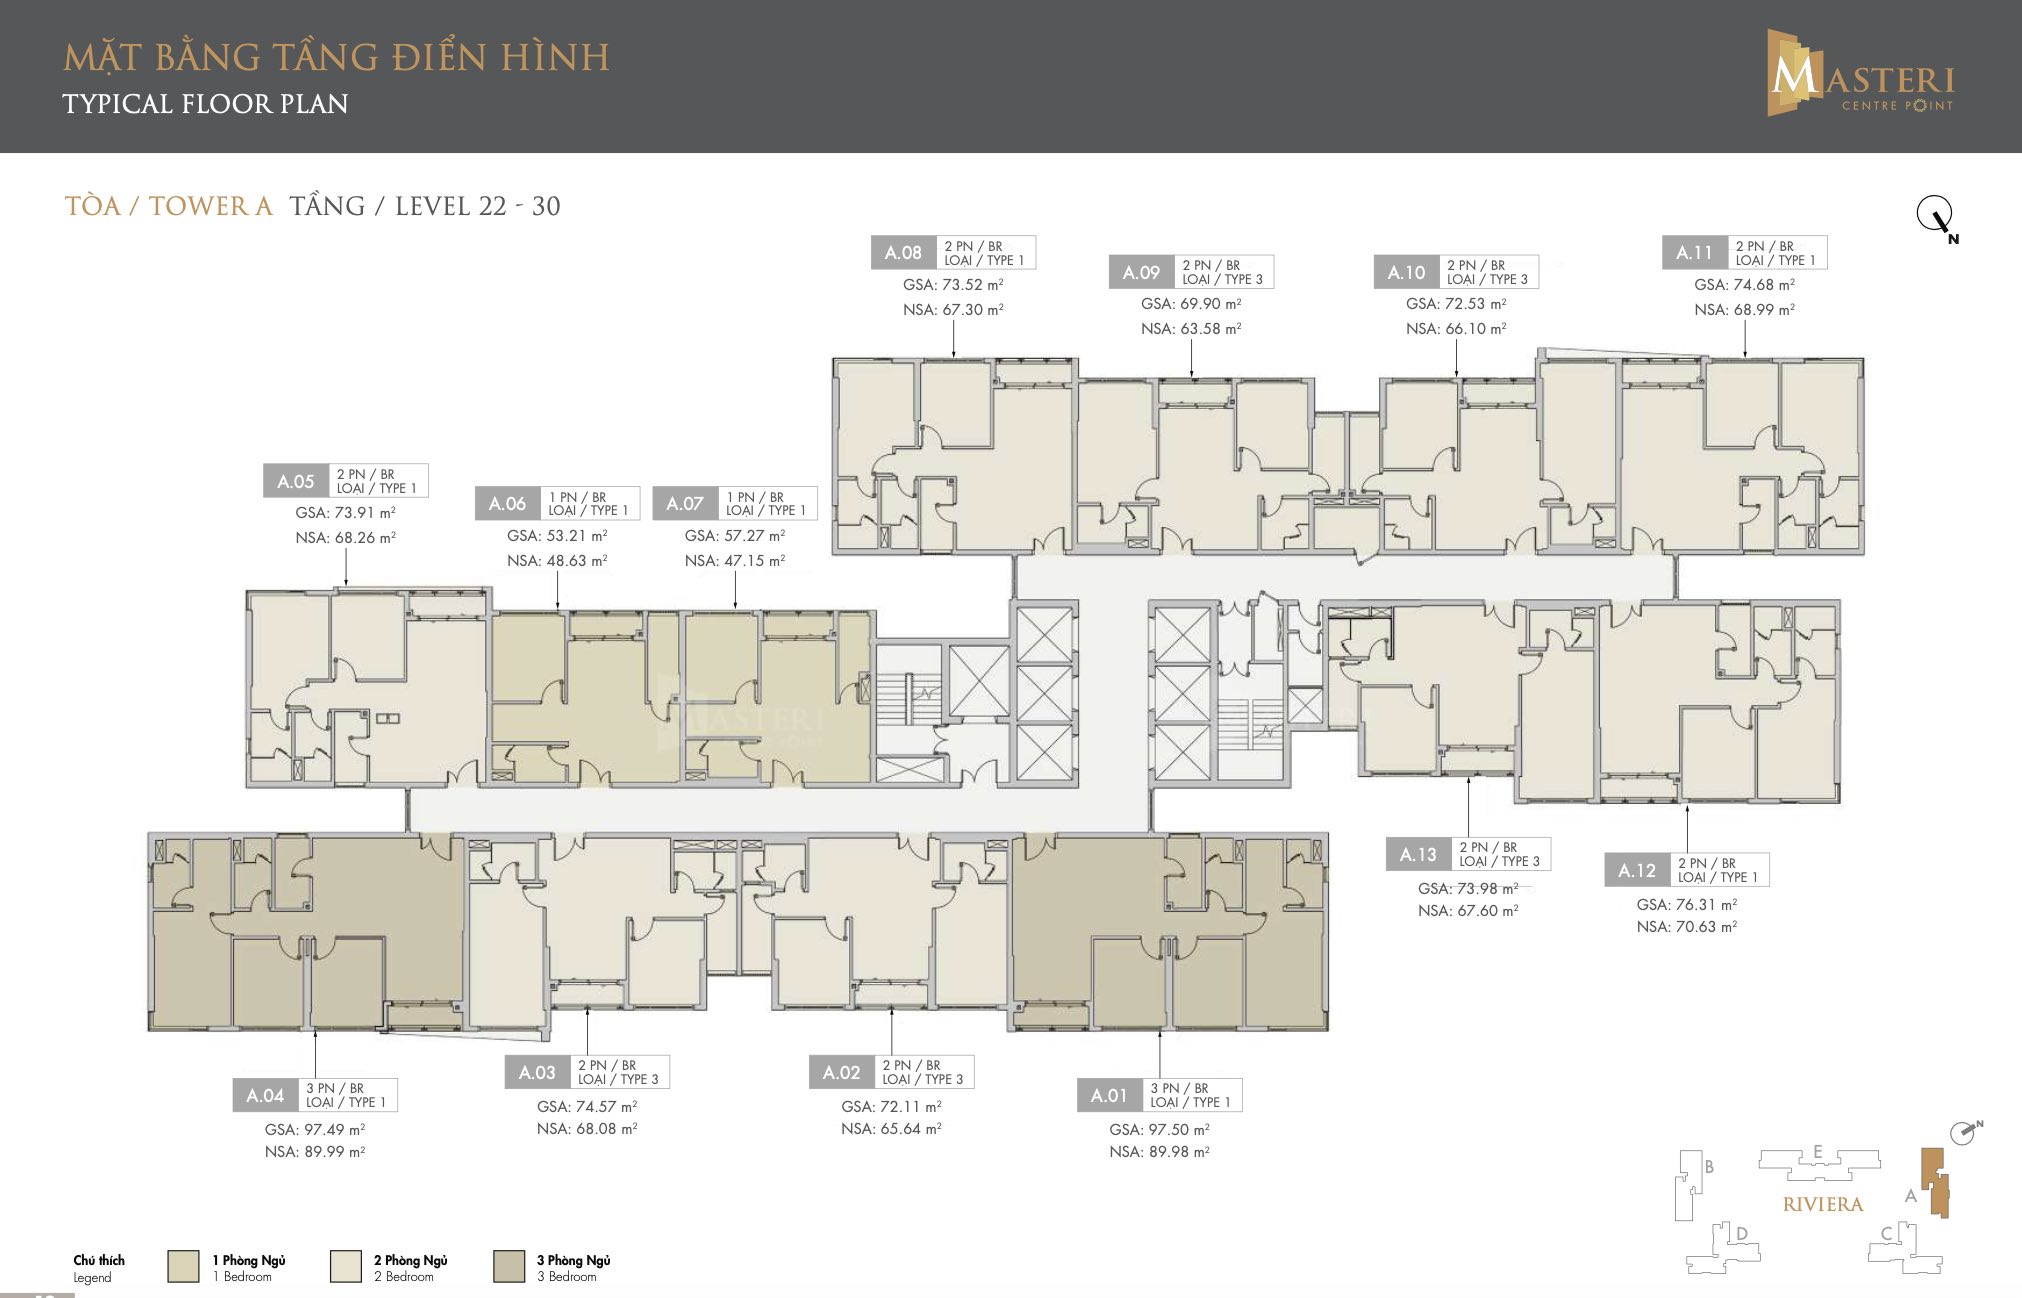 MẶT BẰNG TẦNG ĐIỂN HÌNH
TYPICAL FLOOR PLAN
MASTERI
CENTRE POINT
TÒA / TOWER A TẦNG / LEVEL 22 - 30
N
A.08
2 PN / BR
LOẠI / TYPE 1
GSA: 73.52 m²
NSA: 67.30 m²
A.09
2 PN / BR
LOẠI / TYPE 3
GSA: 69.90 m²
NSA: 63.58 m²
A.10
2 PN / BR
LOẠI / TYPE 3
GSA: 72.53 m²
NSA: 66.10 m²
A.11
2 PN / BR
LOẠI / TYPE 1
GSA: 74.68 m²
NSA: 68.99 m²
A.05
2 PN / BR
LOẠI / TYPE 1
GSA: 73.91 m²
NSA: 68.26 m²
A.06
1 PN / BR
LOẠI / TYPE 1
GSA: 53.21 m²
NSA: 48.63 m²
A.07
1 PN / BR
LOẠI / TYPE 1
GSA: 57.27 m²
NSA: 47.15 m²
MASTERI
A.13
2 PN / BR
LOẠI / TYPE 3
GSA: 73.98 m²
NSA: 67.60 m²
A.12
2 PN / BR
LOẠI / TYPE 1
GSA: 76.31 m²
NSA: 70.63 m²
A.04
3 PN / BR
LOẠI / TYPE 1
GSA: 97.49 m²
NSA: 89.99 m²
A.03
2 PN / BR
LOẠI / TYPE 3
GSA: 74.57 m²
NSA: 68.08 m²
A.02
2 PN / BR
LOẠI / TYPE 3
GSA: 72.11 m²
NSA: 65.64 m²
A.01
3 PN / BR
LOẠI / TYPE 1
GSA: 97.50 m²
NSA: 89.98 m²
N
B
E
A
RIVIERA
D
C
Chú thích
Legend
1 Phòng Ngủ
1 Bedroom
2 Phòng Ngủ
2 Bedroom
3 Phòng Ngủ
3 Bedroom